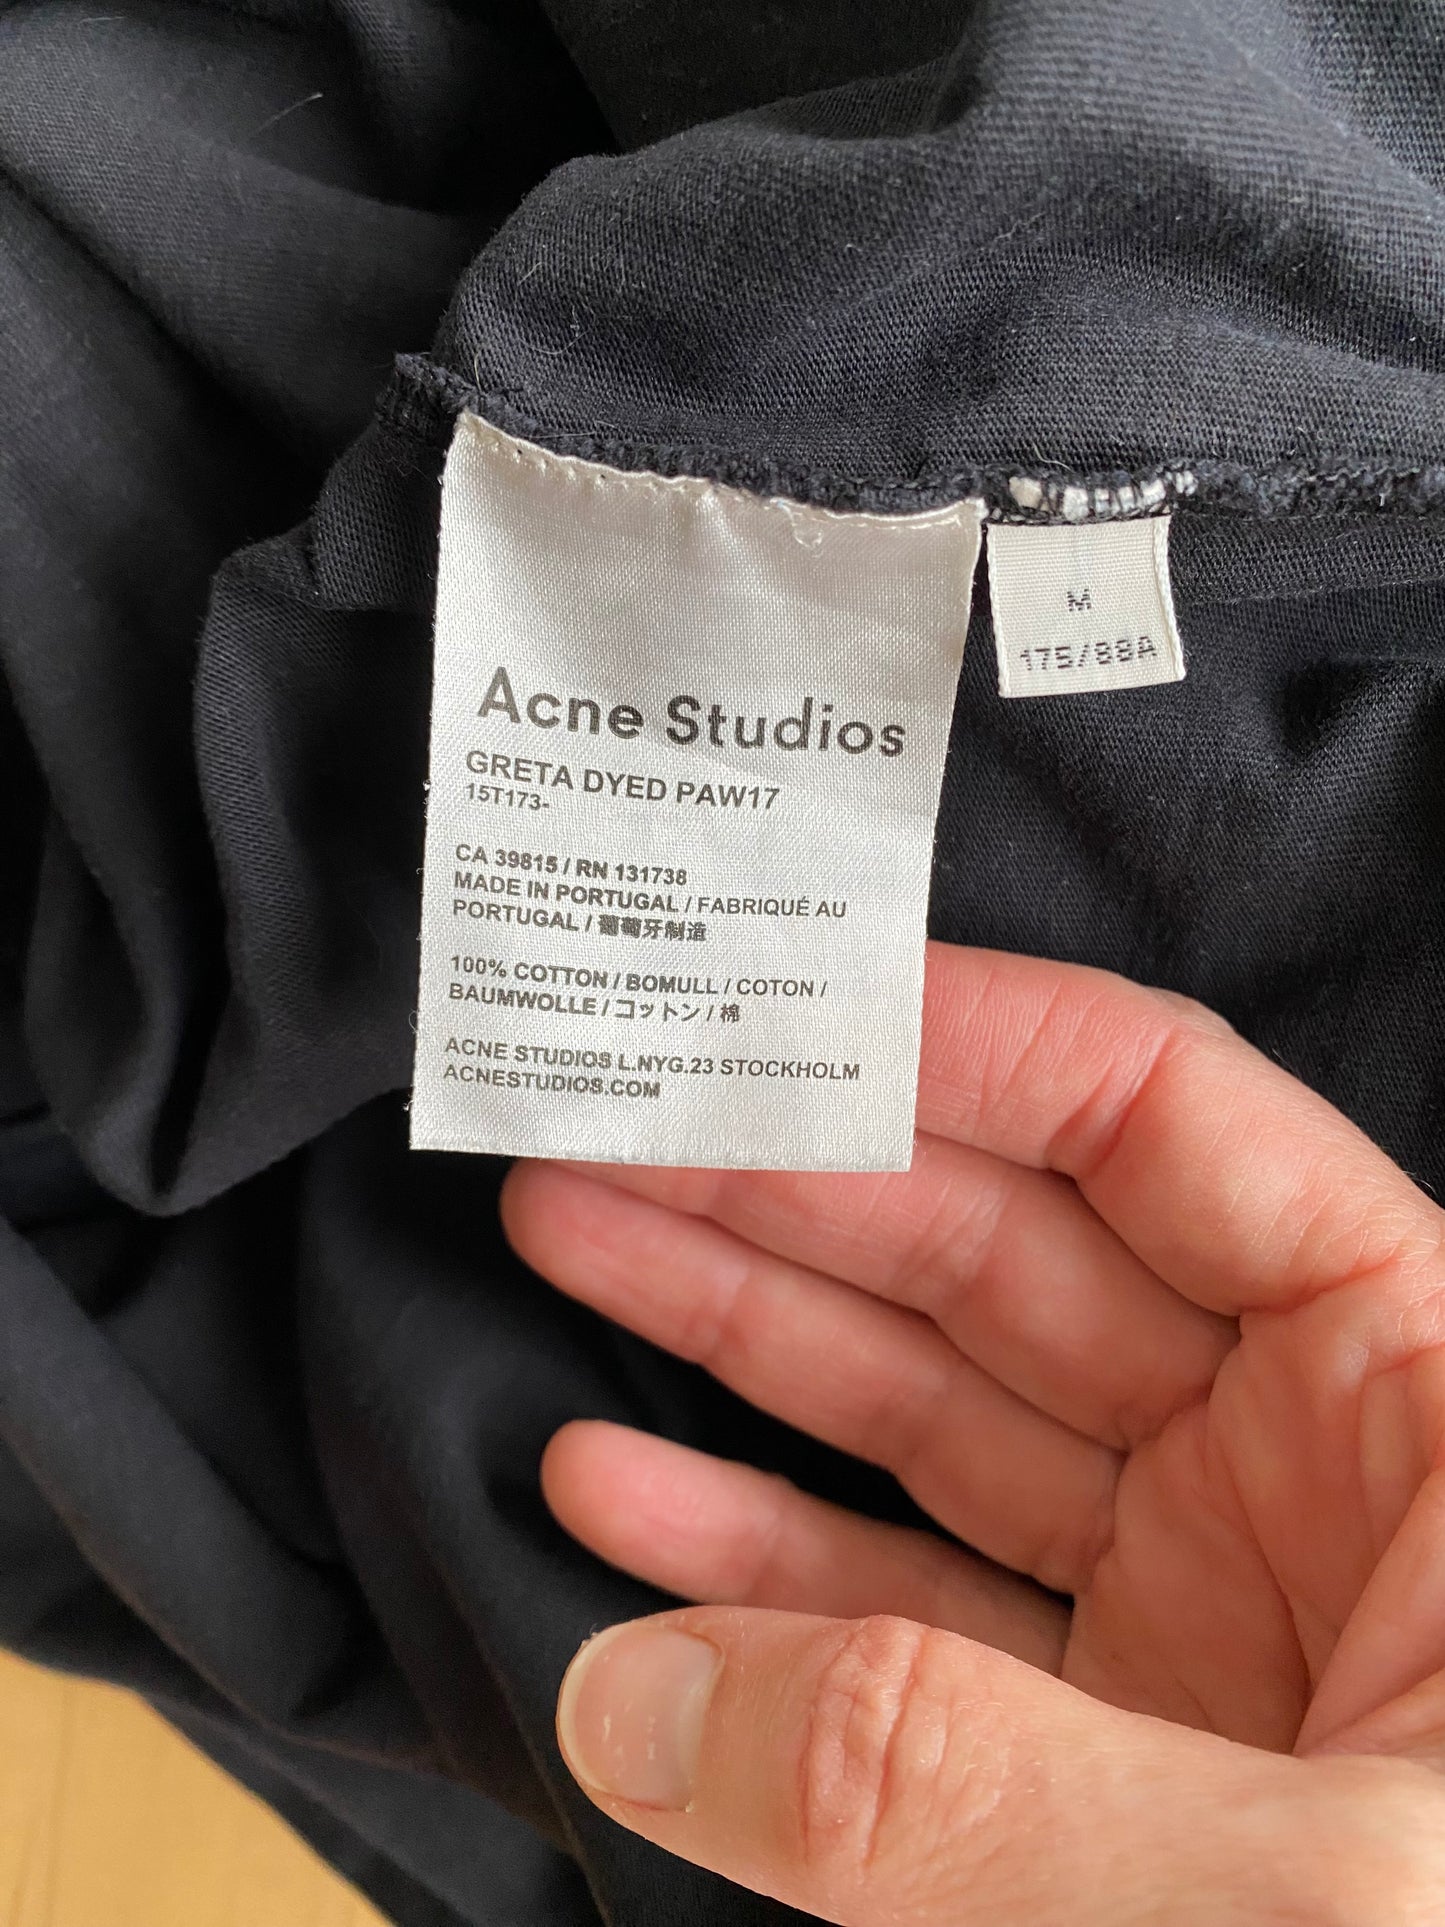 Acne Studios
GRETA DYED PAW17
15T173-
CA 39815 / RN 131738
MADE IN PORTUGAL / FABRIQUÉ AU
PORTUGAL / 葡萄牙制造
100% COTTON / BOMULL / COTON /
BAUMWOLLE / コットン / 棉
ACNE STUDIOS L.NYG.23 STOCKHOLM
ACNESTUDIOS.COM
M
175/88A